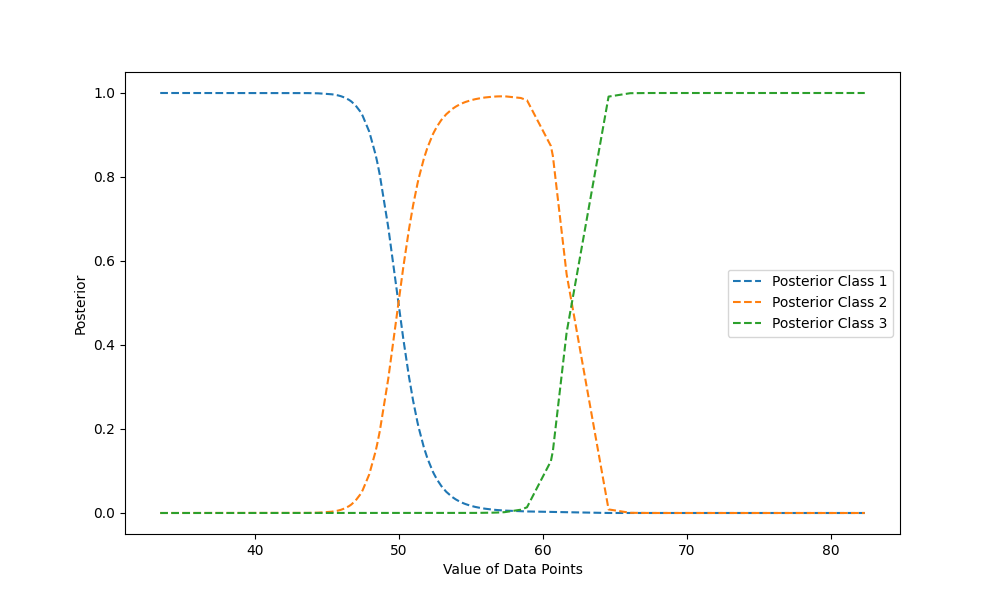 1.0
0.8
0.6
0.4
0.2
0.0
Posterior
Posterior Class 1
Posterior Class 2
Posterior Class 3
40 50 60 70 80
Value of Data Points